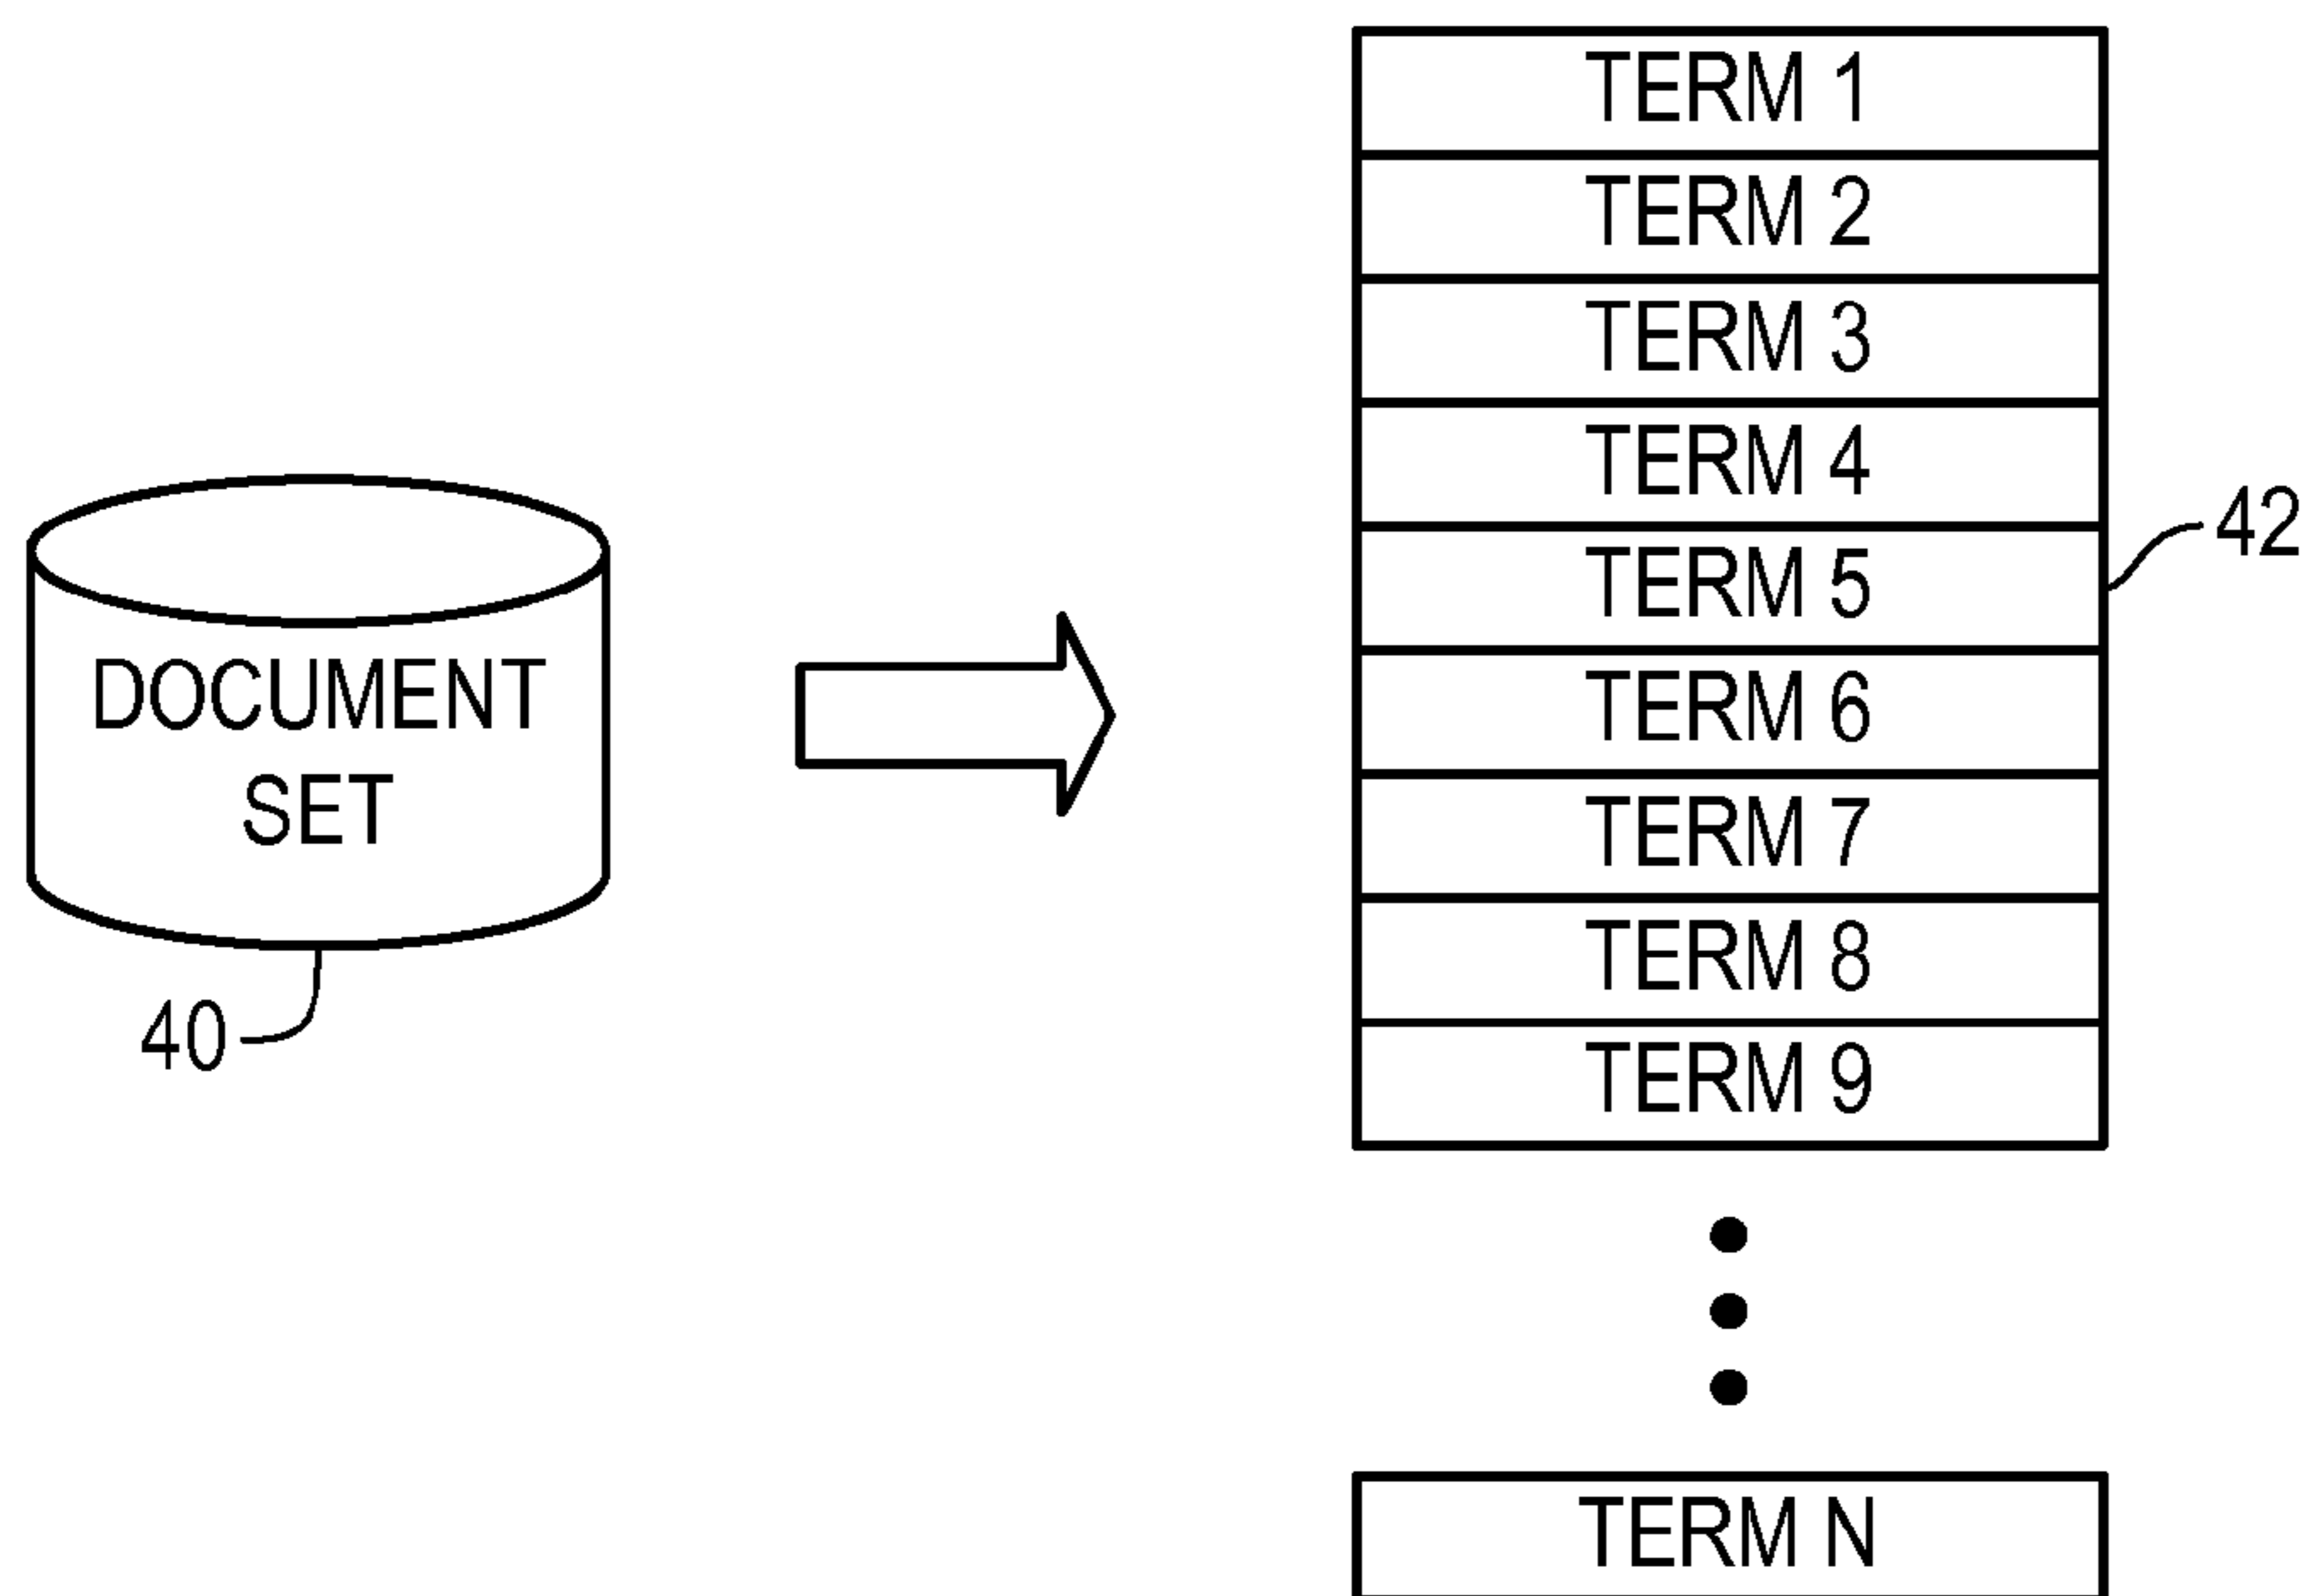 TERM 1
TERM 2
TERM 3
TERM 4
42
TERM 5
DOCUMENT
SET
TERM 6
TERM 7
TERM 8
40
TERM 9
TERM N